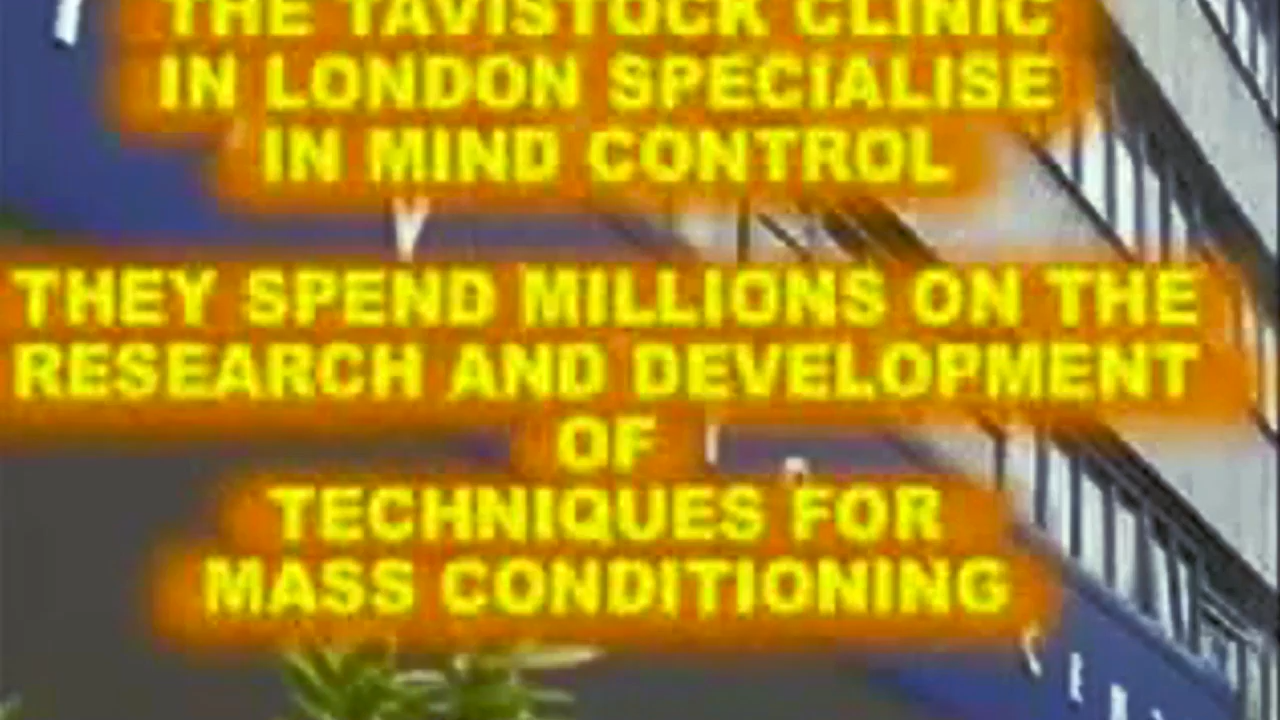 THE TAVISTOCK CLINIC
IN LONDON SPECIALISE
IN MIND CONTROL
THEY SPEND MILLIONS ON THE
RESEARCH AND DEVELOPMENT
OF
TECHNIQUES FOR
MASS CONDITIONING